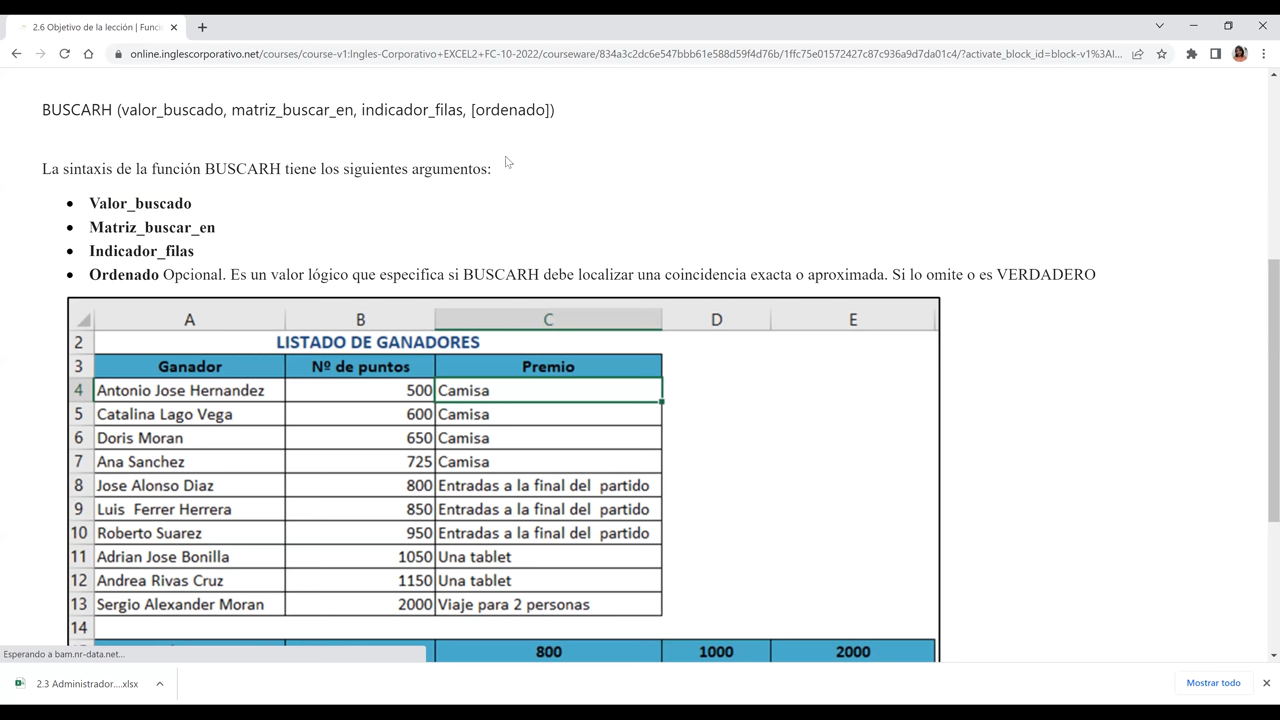 2.6 Objetivo de la lección | Funci
online.inglescorporativo.net/courses/course-v1:Ingles-Corporativo+EXCEL2+FC-10-2022/courseware/834a3c2dc6e547bbb61e588d59f4d76b/1ffc75e01572427c87c936a9d7da01c4/?activate_block_id=block-v1%3Al...
BUSCARH (valor_buscado, matriz_buscar_en, indicador_filas, [ordenado])
La sintaxis de la función BUSCARH tiene los siguientes argumentos:
• Valor_buscado
• Matriz_buscar_en
• Indicador_filas
• Ordenado Opcional. Es un valor lógico que especifica si BUSCARH debe localizar una coincidencia exacta o aproximada. Si lo omite o es VERDADERO
A B C D E
2 LISTADO DE GANADORES
3 Ganador Nº de puntos Premio
4 Antonio Jose Hernandez 500 Camisa
5 Catalina Lago Vega 600 Camisa
6 Doris Moran 650 Camisa
7 Ana Sanchez 725 Camisa
8 Jose Alonso Diaz 800 Entradas a la final del partido
9 Luis Ferrer Herrera 850 Entradas a la final del partido
10 Roberto Suarez 950 Entradas a la final del partido
11 Adrian Jose Bonilla 1050 Una tablet
12 Andrea Rivas Cruz 1150 Una tablet
13 Sergio Alexander Moran 2000 Viaje para 2 personas
14
800 1000 2000
Esperando a bam.nr-data.net...
2.3 Administrador....xlsx
Mostrar todo